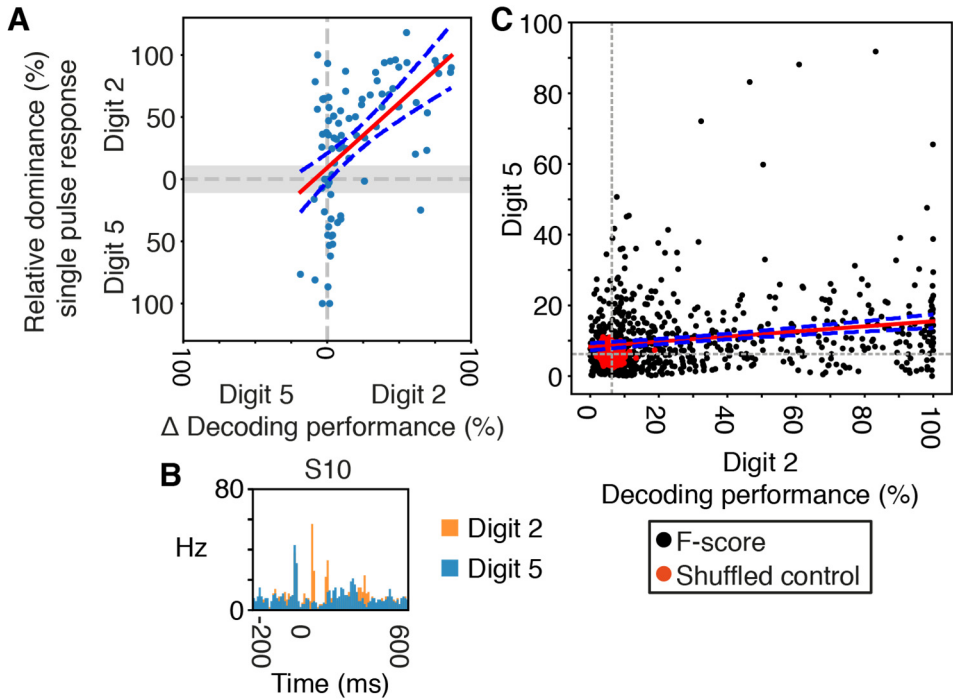 A
Relative dominance (%)
single pulse response
Digit 5 Digit 2
100
50
0
50
100
100 0 100
Digit 5 Digit 2
Δ Decoding performance (%)
B
S10
80
Hz
0
-200 0 600
Time (ms)
Digit 2
Digit 5
C
Digit 5
100
80
60
40
20
0
0 20 40 60 80 100
Digit 2
Decoding performance (%)
F-score
Shuffled control